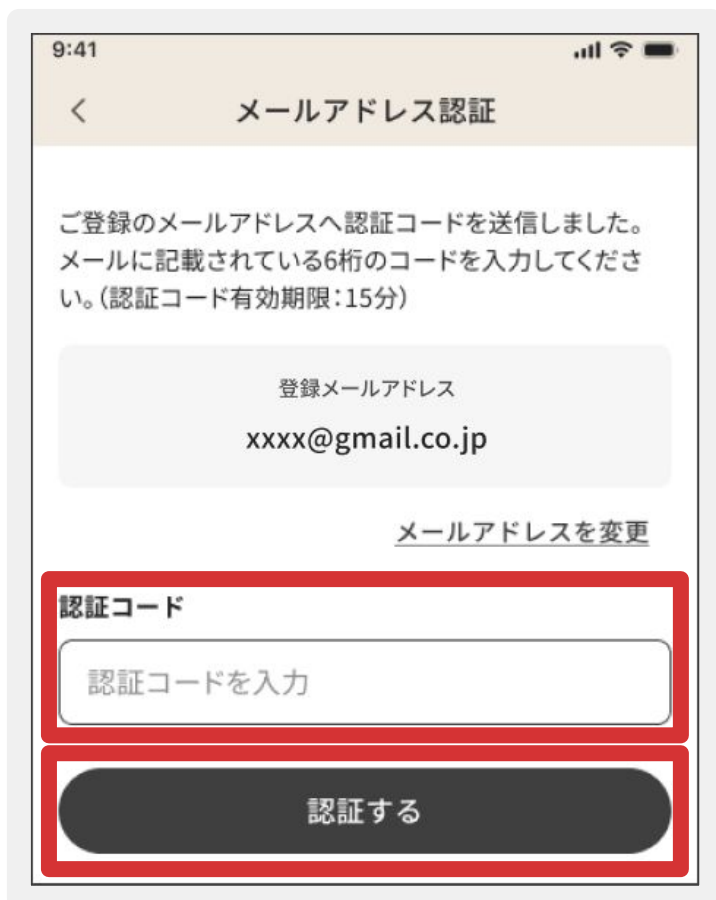 9:41
メールアドレス認証
ご登録のメールアドレスへ認証コードを送信しました。
メールに記載されている6桁のコードを入力してくださ
い。(認証コード有効期限：15分)
登録メールアドレス
xxxx@gmail.co.jp
メールアドレスを変更
認証コード
認証コードを入力
認証する